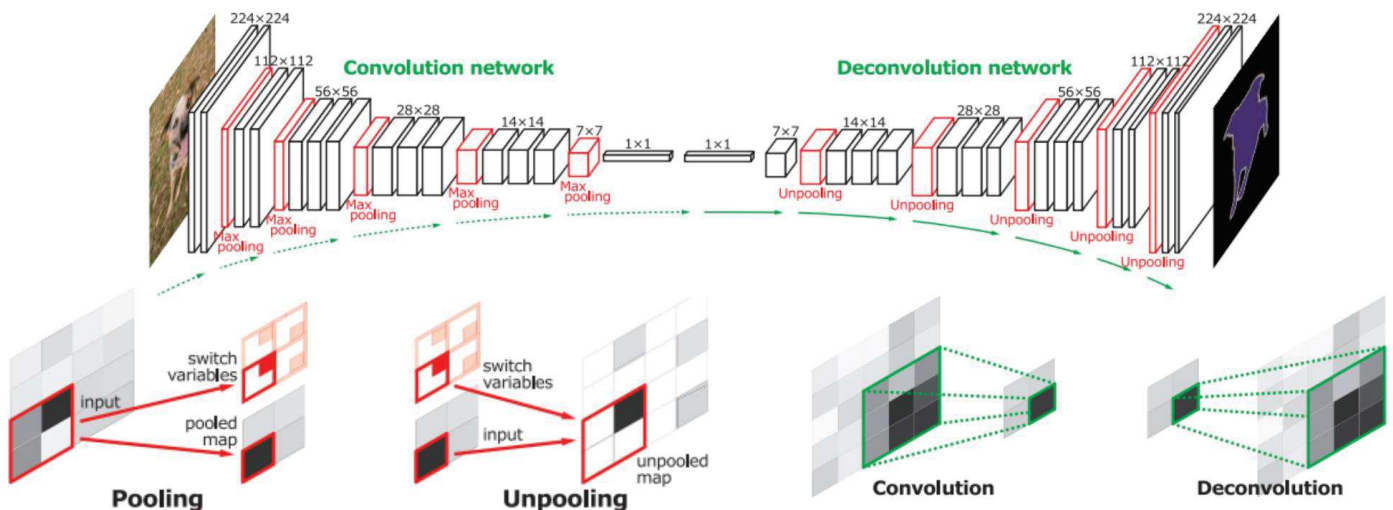 224×224
112×112
56×56
28×28
14×14
7×7
1×1
1×1
7×7
14×14
28×28
56×56
112×112
224×224
Convolution network
Deconvolution network
Max
pooling
Max
pooling
Max
pooling
Max
pooling
Max
pooling
Unpooling
Unpooling
Unpooling
Unpooling
Unpooling
switch
variables
input
pooled
map
Pooling
switch
variables
input
unpooled
map
Unpooling
Convolution
Deconvolution